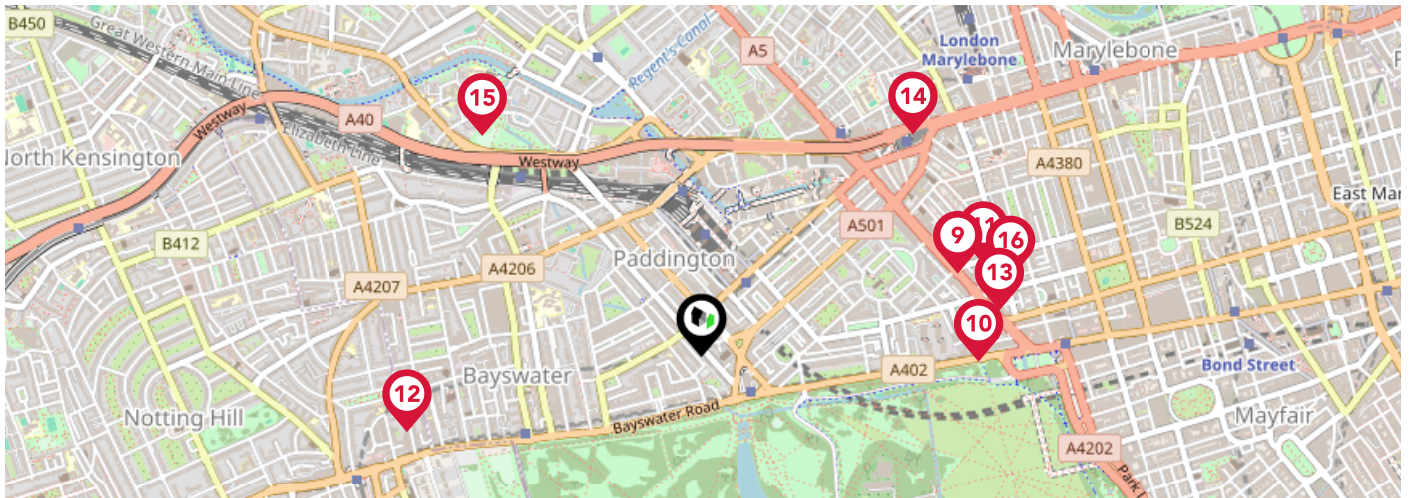 B450
Great Western Main Line
Regent's Canal
A5
London
Marylebone
Marylebone
15
14
Westway
A40
Elizabeth Line
North Kensington
Westway
A4380
East Mar
B412
A501
9
11
16
B524
Paddington
A4206
13
A4207
10
Bond Street
A402
Bayswater
12
Bayswater Road
Notting Hill
Mayfair
A4202
Park L